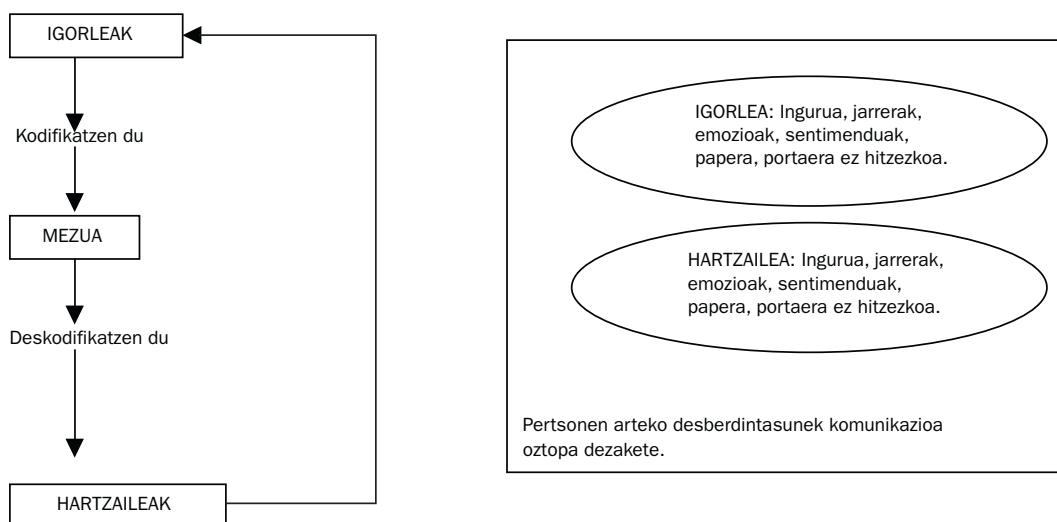 IGORLEAK
Kodifikatzen du
MEZUA
Deskodifikatzen du
HARTZAILEAK
IGORLEA: Ingurua, jarrerak,
emozioak, sentimenduak,
papera, portaera ez hitzezkoa.
HARTZAILEA: Ingurua, jarrerak,
emozioak, sentimenduak,
papera, portaera ez hitzezkoa.
Pertsonen arteko desberdintasunek komunikazioa
oztopa dezakete.